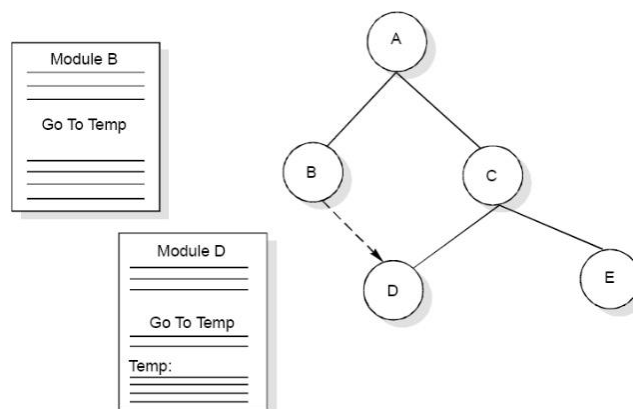 Module B
Go To Temp
Module D
Go To Temp
Temp:
A
B
C
D
E